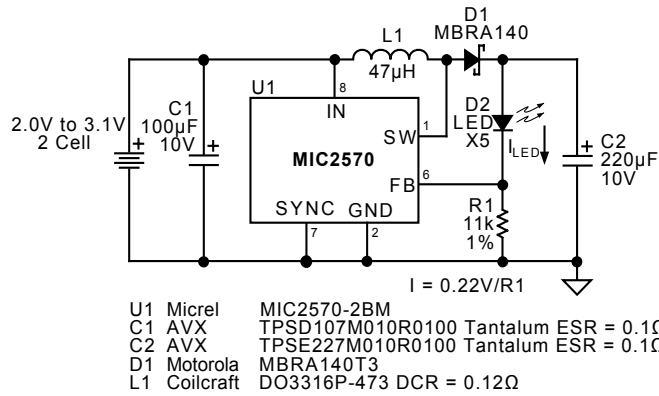 D1
MBRA140
L1
47µH
U1
8
IN
C1
100µF
10V
2.0V to 3.1V
2 Cell
+
+
MIC2570
SW
1
D2
LED
X5
I LED
+
C2
220µF
10V
FB
6
R1
11k
1%
SYNC
GND
7
2
I = 0.22V/R1
U1 Micrel MIC2570-2BM
C1 AVX TPSD107M010R0100 Tantalum ESR = 0.1Ω
C2 AVX TPSE227M010R0100 Tantalum ESR = 0.1Ω
D1 Motorola MBRA140T3
L1 Coilcraft DO3316P-473 DCR = 0.12Ω